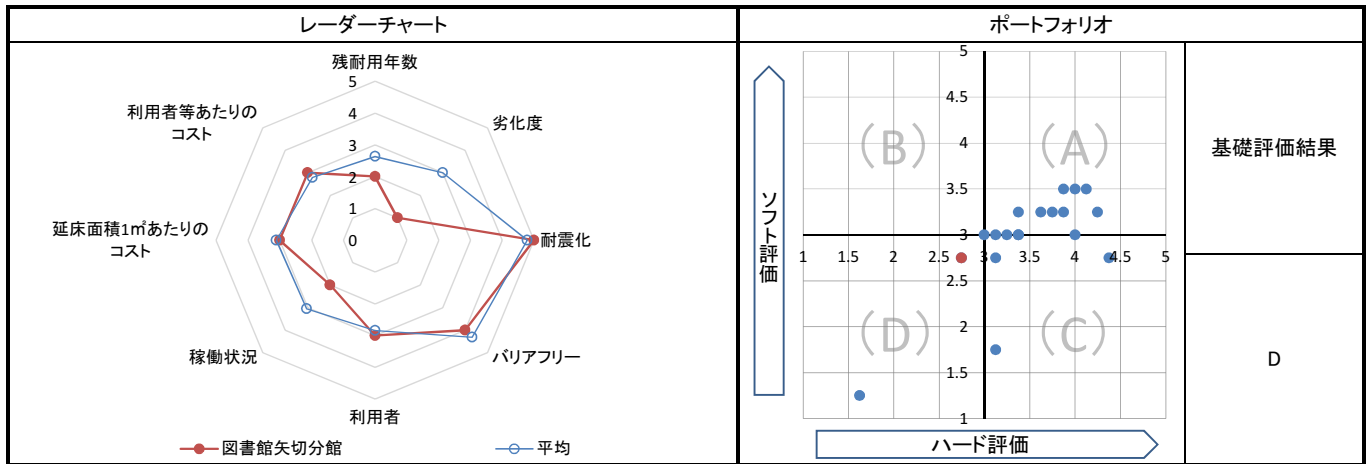 レーダーチャート
残耐用年数
劣化度
耐震化
バリアフリー
利用者
稼働状況
延床面積1㎡あたりの
コスト
利用者等あたりの
コスト
5
4
3
2
1
0
図書館矢切分館
平均
ポートフォリオ
ソフト評価
5
4.5
4
3.5
3
2.5
2
1.5
1
1 1.5 2 2.5 3 3.5 4 4.5 5
(B)
(A)
(D)
(C)
ハード評価
基礎評価結果
D